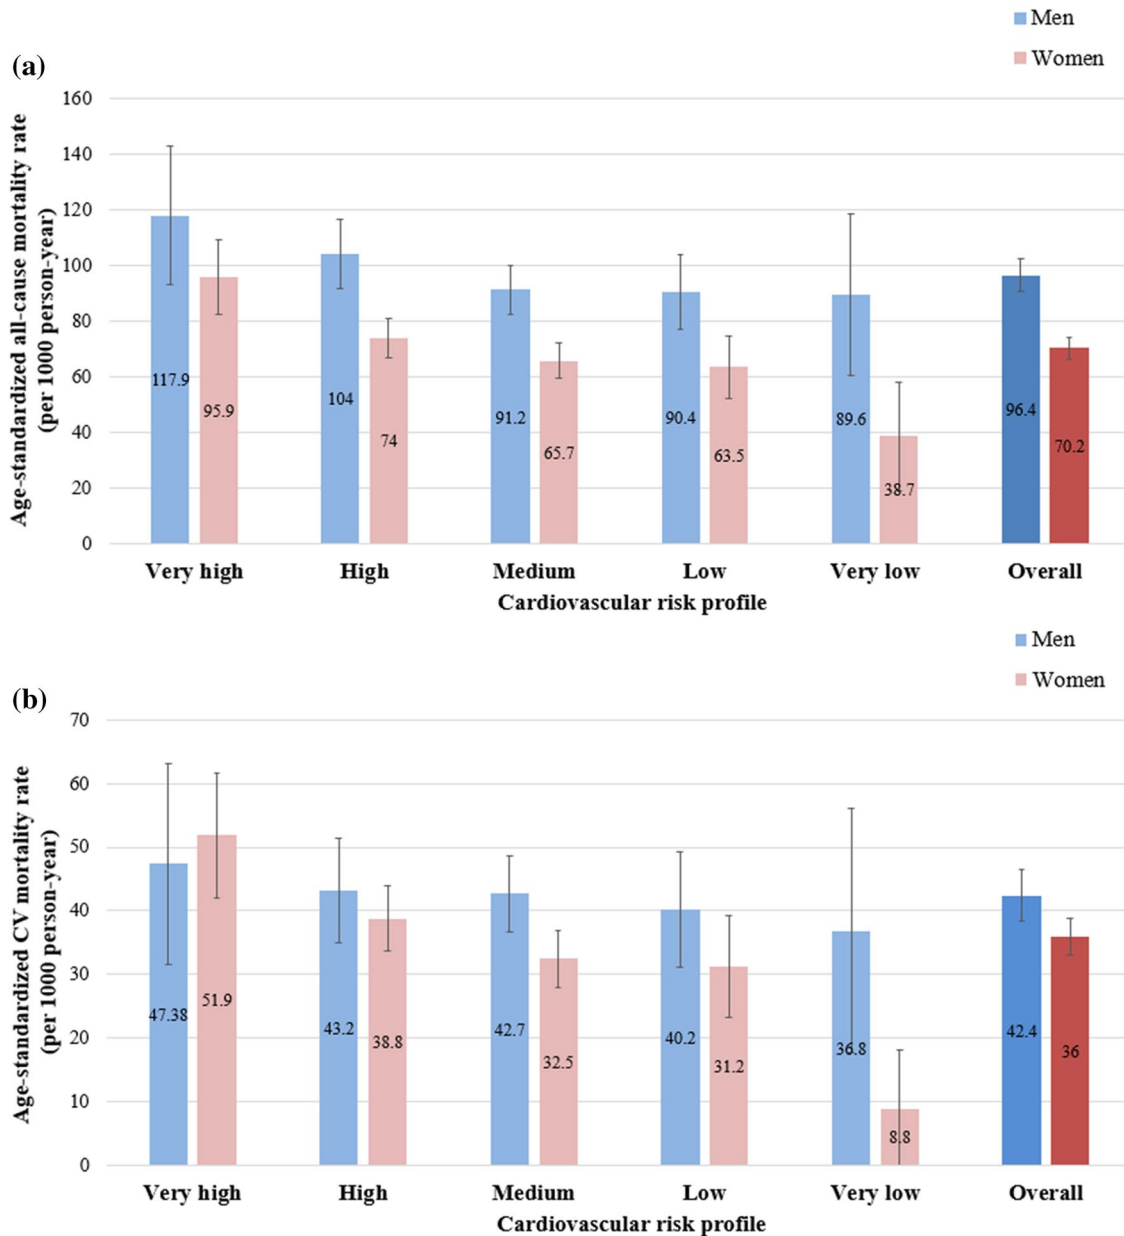 Men
Women
(a)
Age-standardized all-cause mortality rate
(per 1000 person-year)
160
140
120
100
80
60
40
20
0
117.9
95.9
104
74
91.2
65.7
90.4
63.5
89.6
38.7
96.4
70.2
Very high High Medium Low Very low Overall
Cardiovascular risk profile
Men
Women
(b)
Age-standardized CV mortality rate
(per 1000 person-year)
70
60
50
40
30
20
10
0
47.38
51.9
43.2
38.8
42.7
32.5
40.2
31.2
36.8
8.8
42.4
36
Very high High Medium Low Very low Overall
Cardiovascular risk profile